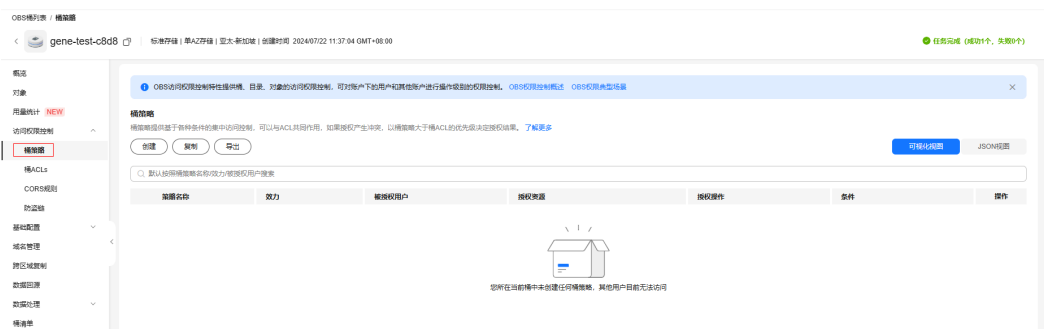 OBS桶列表 / 桶策略
gene-test-c8d8 标准存储 | 单AZ存储 | 亚太-新加坡 | 创建时间 2024/07/22 11:37:04 GMT+08:00
任务完成 (成功1个，失败0个)
概览
对象
用量统计 NEW
访问权限控制
桶策略
桶ACLs
CORS规则
防盗链
基础配置
域名管理
跨区域复制
数据回源
数据处理
桶清单
OBS访问权限控制特性提供桶、目录、对象的访问权限控制，可对账户下的用户和其他账户进行操作级别的权限控制。 OBS权限控制概述 OBS权限典型场景
桶策略
桶策略提供基于各种条件的集中访问控制，可以与ACL共同作用，如果授权产生冲突，以桶策略大于桶ACL的优先级决定授权结果。 了解更多
创建 复制 导出
可视化视图 JSON视图
默认按照桶策略名称/效力/被授权用户搜索
策略名称 效力 被授权用户 授权资源 授权操作 条件 操作
您所在当前桶中未创建任何桶策略，其他用户目前无法访问